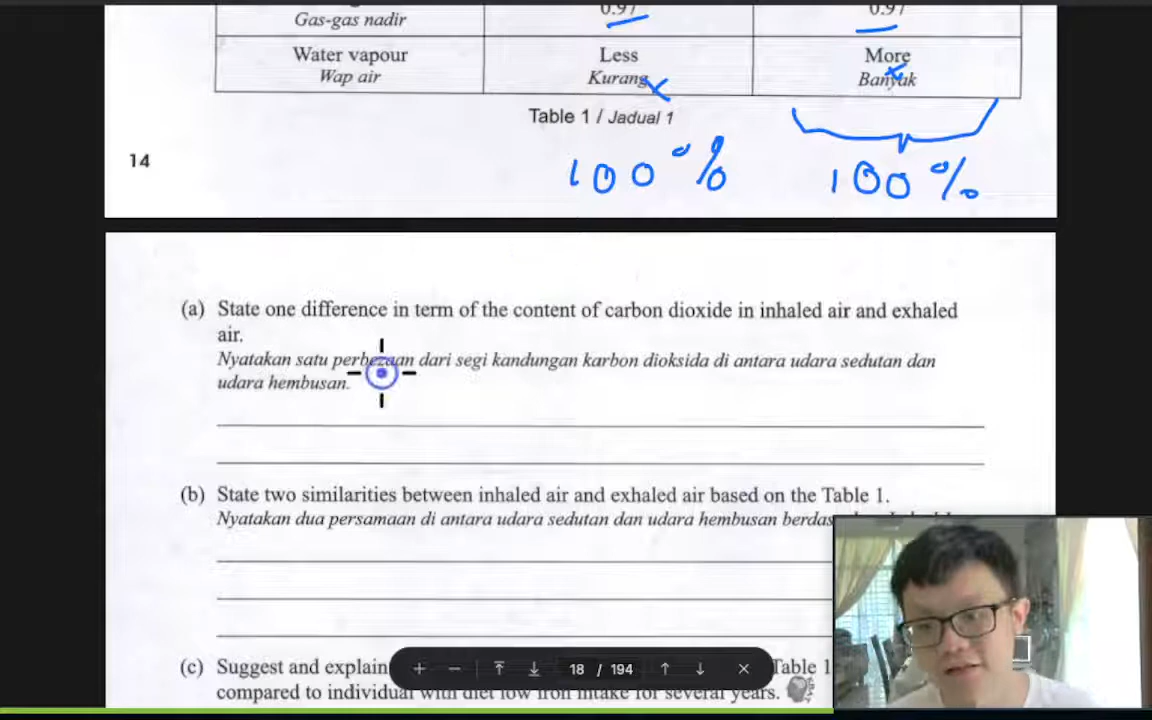 Gas-gas nadir
0.97 0.97
Water vapour Less More
Wap air Kurang Banyak
Table 1 / Jadual 1
14
100% 100%
(a) State one difference in term of the content of carbon dioxide in inhaled air and exhaled
air.
Nyatakan satu perbezaan dari segi kandungan karbon dioksida di antara udara sedutan dan
udara hembusan.
(b) State two similarities between inhaled air and exhaled air based on the Table 1.
Nyatakan dua persamaan di antara udara sedutan dan udara hembusan
(c) Suggest and explain Table 1
compared to individual with diet low iron intake for several years.
18 / 194